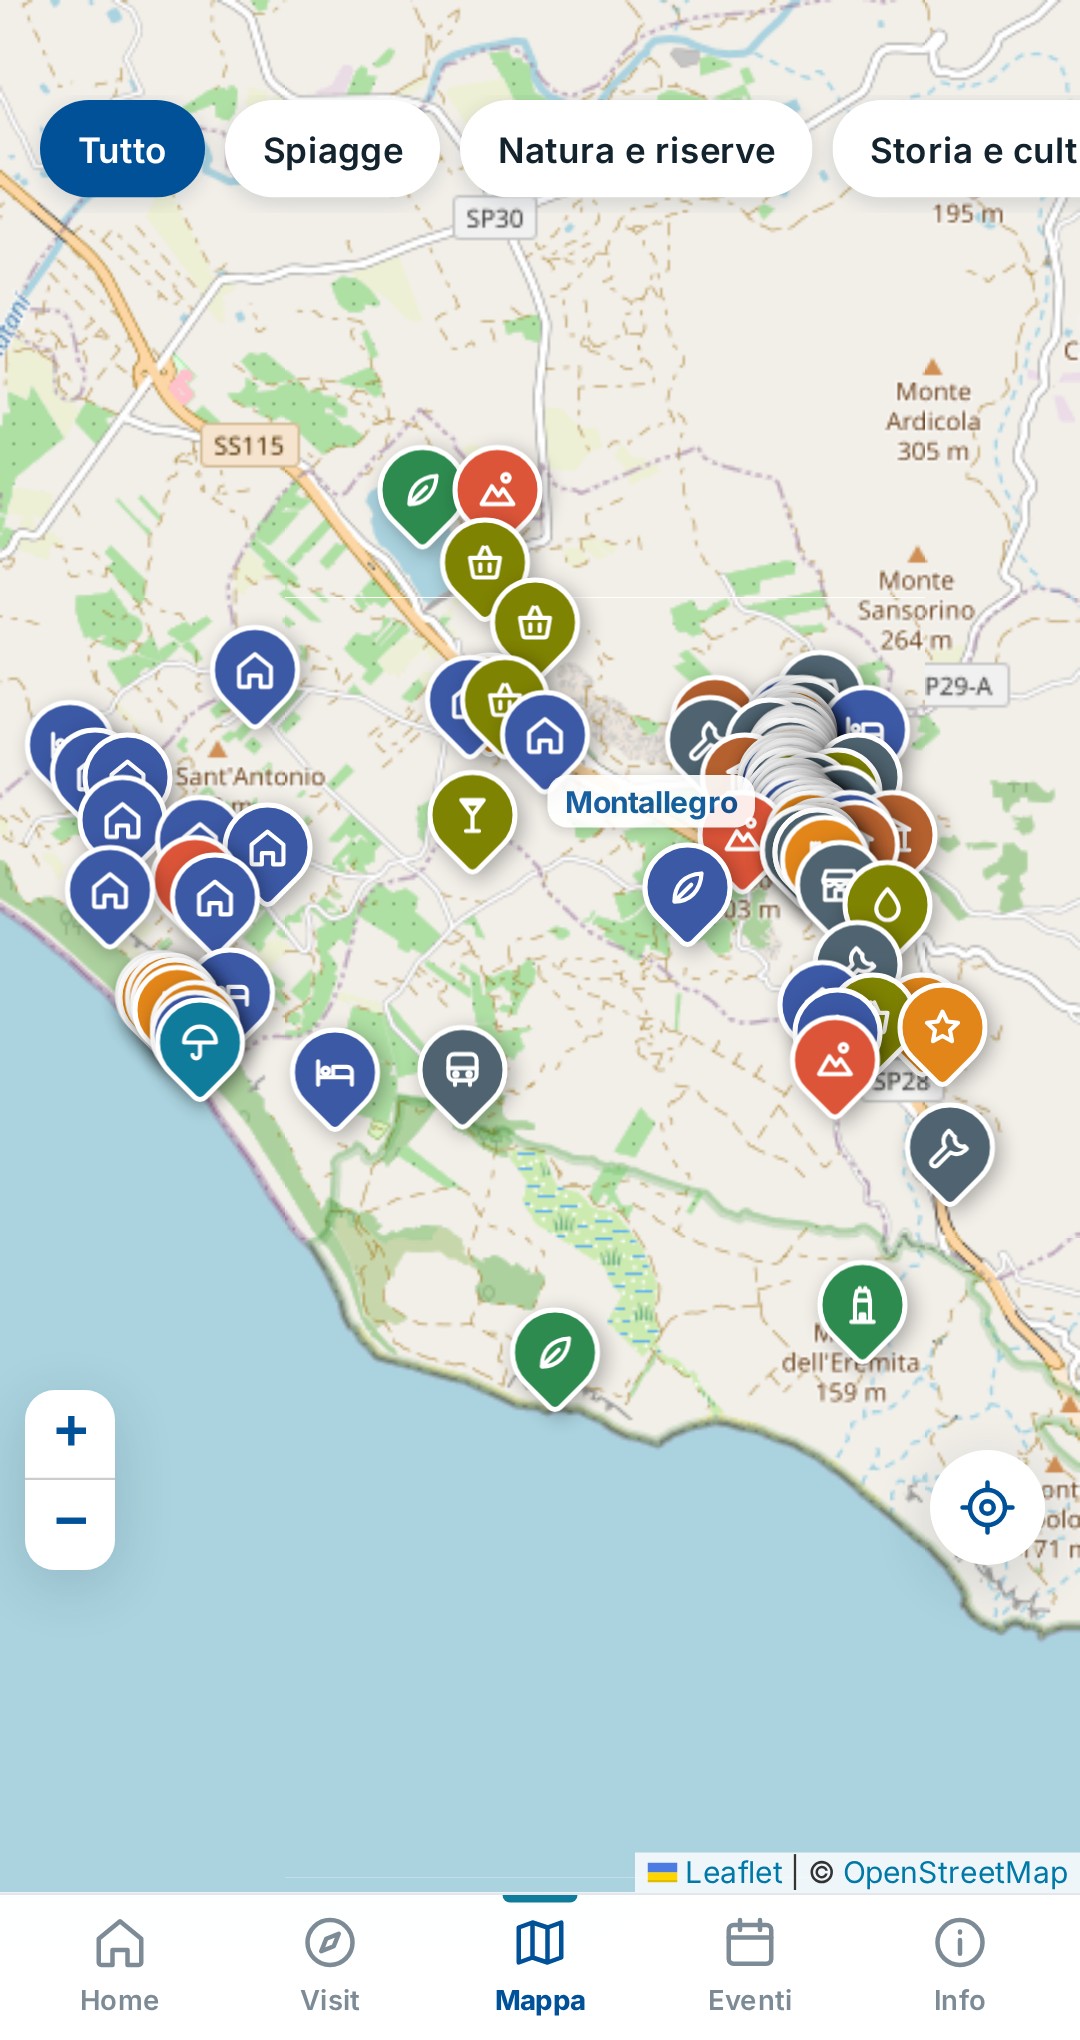 Tutto
Spiagge
Natura e riserve
Storia e cult
SP30
195 m
Monte
Ardicola
305 m
SS115
Monte
Sansorino
264 m
P29-A
Sant'Antonio
Montallegro
SP28
dell'Eremita
159 m
+
−
Leaflet | © OpenStreetMap
Home
Visit
Mappa
Eventi
Info